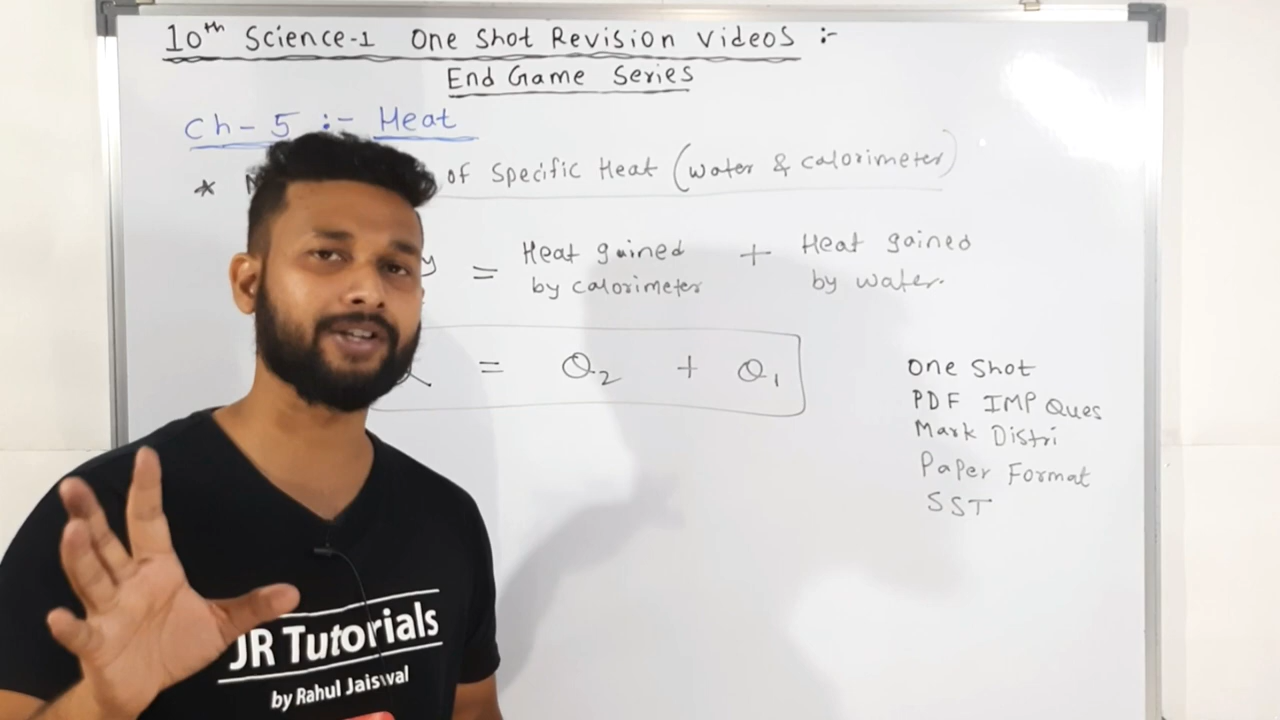 10th Science-1 One Shot Revision Videos :-
End Game Series
Ch-5 :- Heat
* of Specific Heat (water & calorimeter)
= Heat gained + Heat gained
by calorimeter by water.
= Q2 + Q1
One Shot
PDF IMP Ques
Mark Distri
Paper Format
SST
JR Tutorials
by Rahul Jaiswal